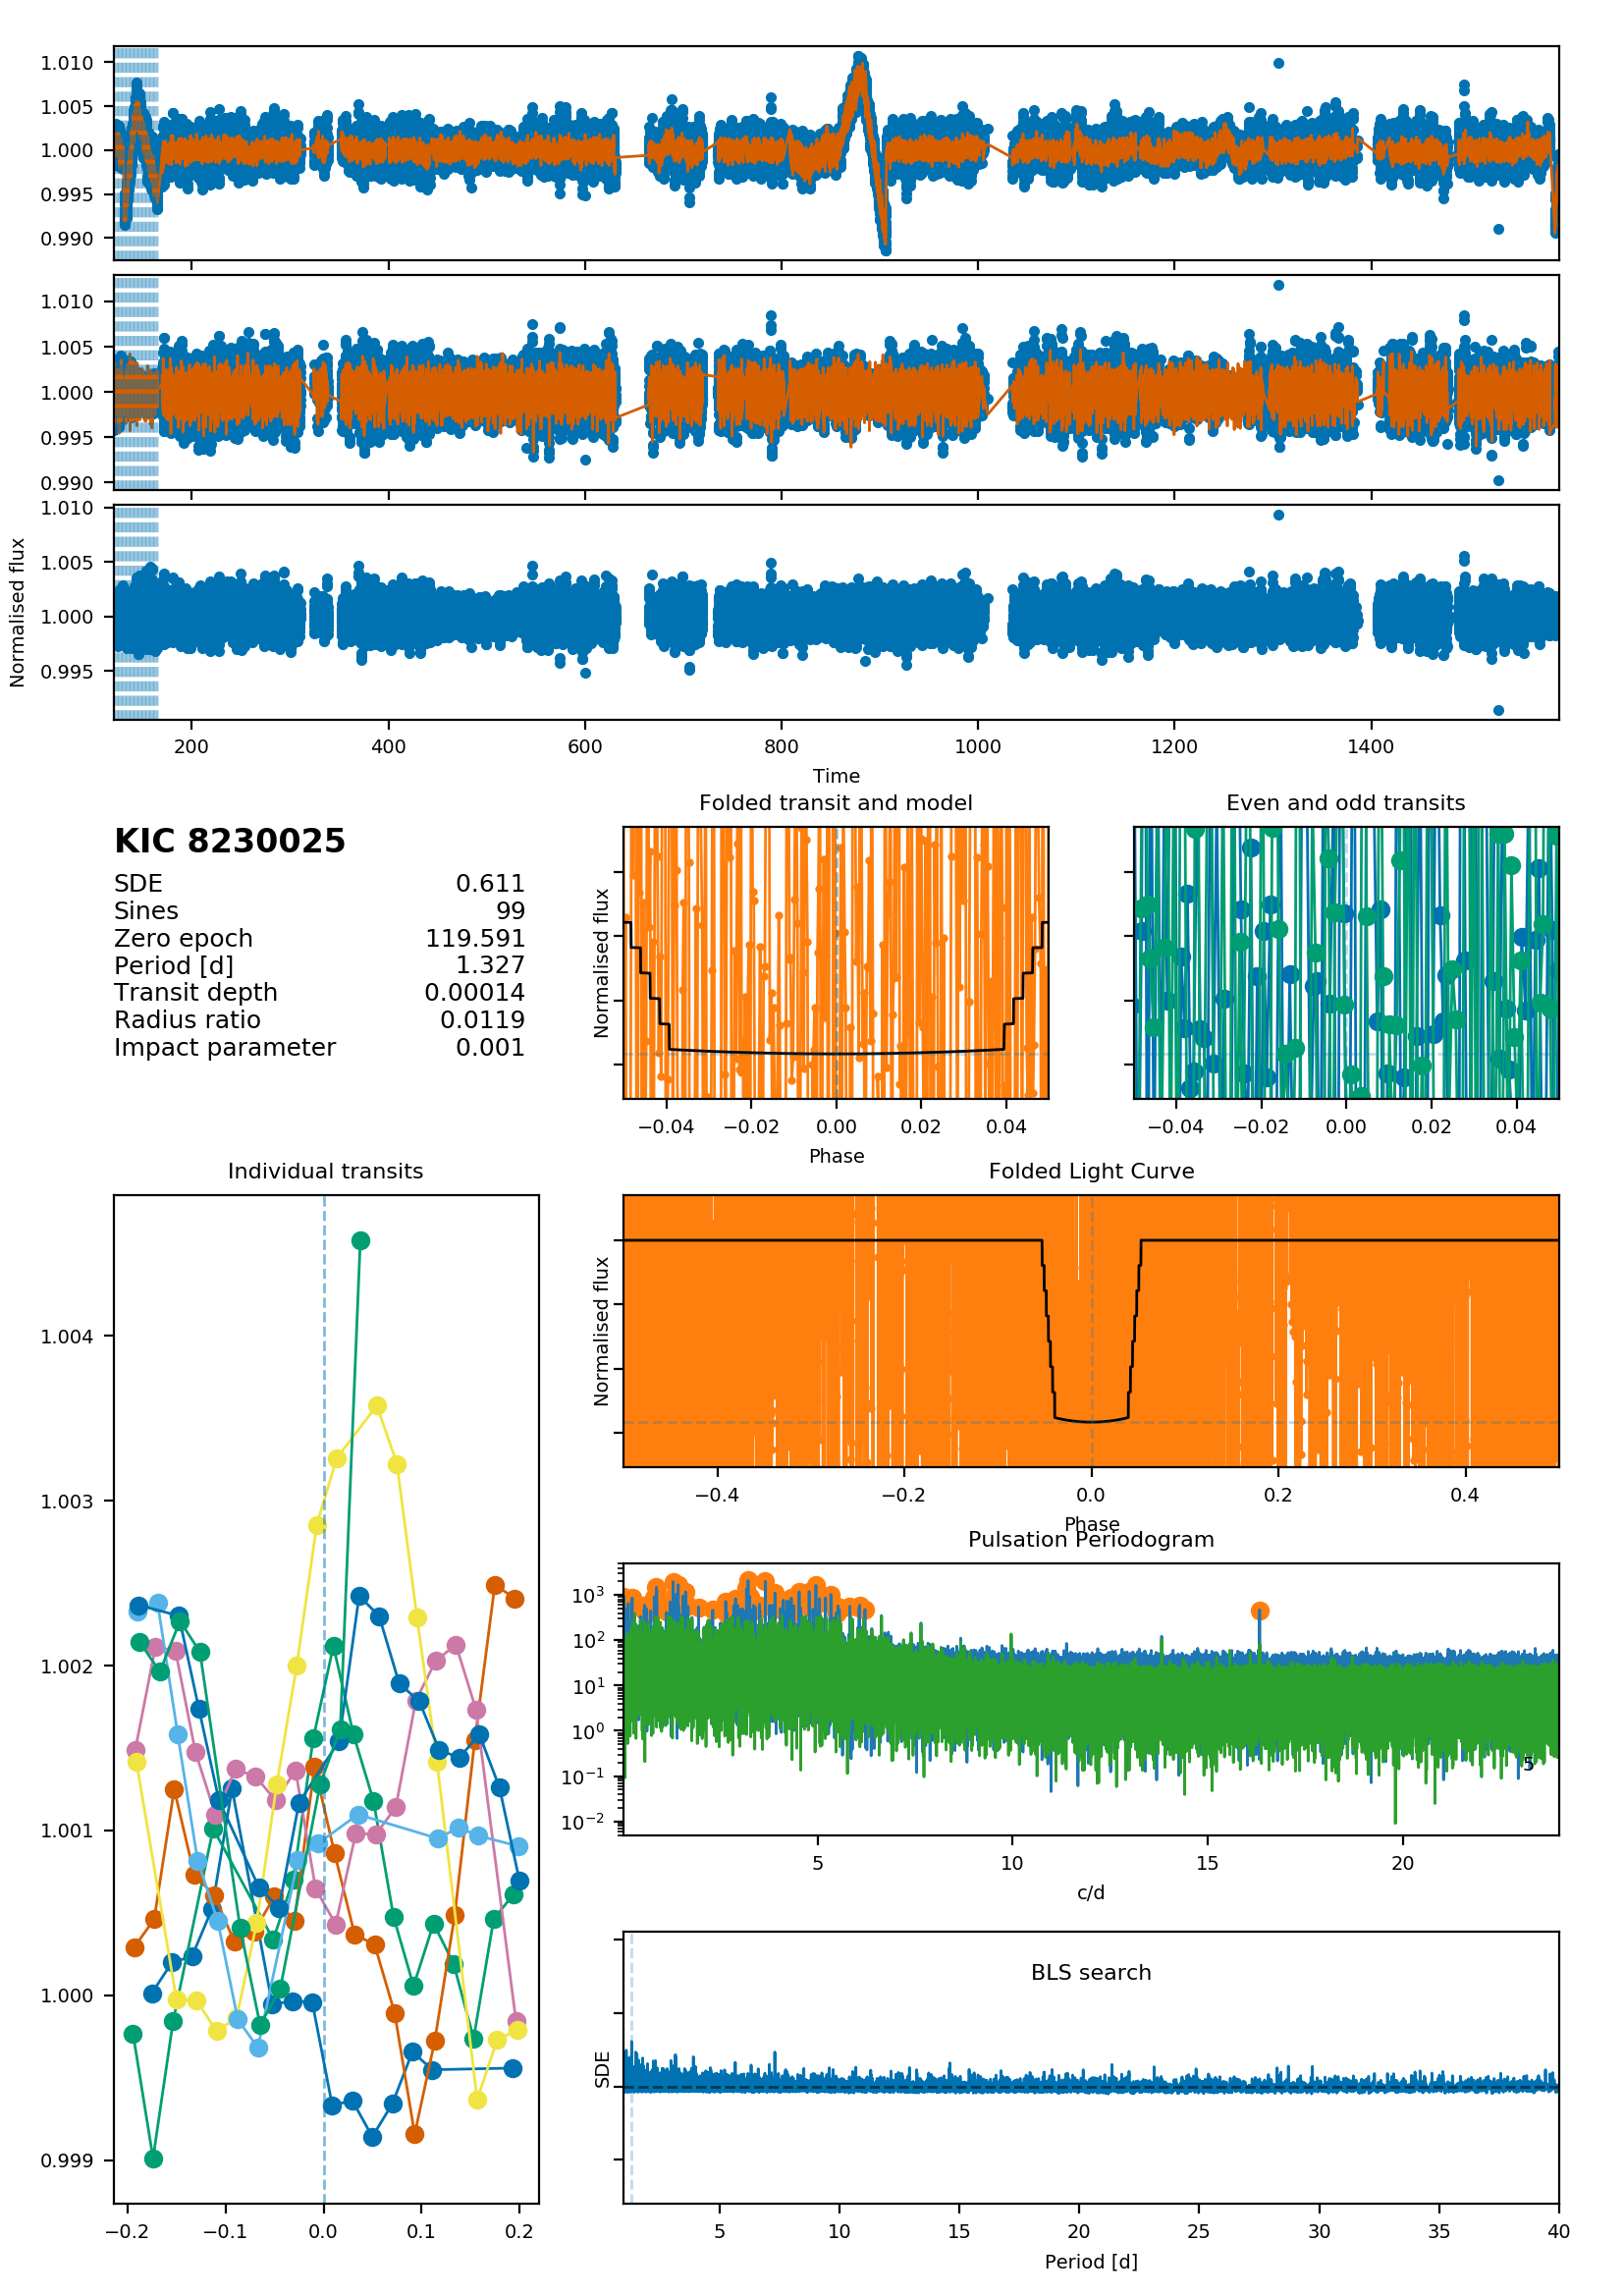 1.010
1.005
1.000
0.995
0.990
1.010
1.005
1.000
0.995
0.990
1.010
1.005
1.000
0.995
Normalised flux
200 400 600 800 1000 1200 1400
Time
KIC 8230025
SDE 0.611
Sines 99
Zero epoch 119.591
Period [d] 1.327
Transit depth 0.00014
Radius ratio 0.0119
Impact parameter 0.001
Folded transit and model
Normalised flux
−0.04 −0.02 0.00 0.02 0.04
Phase
Even and odd transits
−0.04 −0.02 0.00 0.02 0.04
Individual transits
1.004
1.003
1.002
1.001
1.000
0.999
−0.2 −0.1 0.0 0.1 0.2
Folded Light Curve
Normalised flux
−0.4 −0.2 0.0 0.2 0.4
Phase
Pulsation Periodogram
10³
10²
10¹
10⁰
10⁻¹
10⁻²
5
5 10 15 20
c/d
BLS search
SDE
5 10 15 20 25 30 35 40
Period [d]